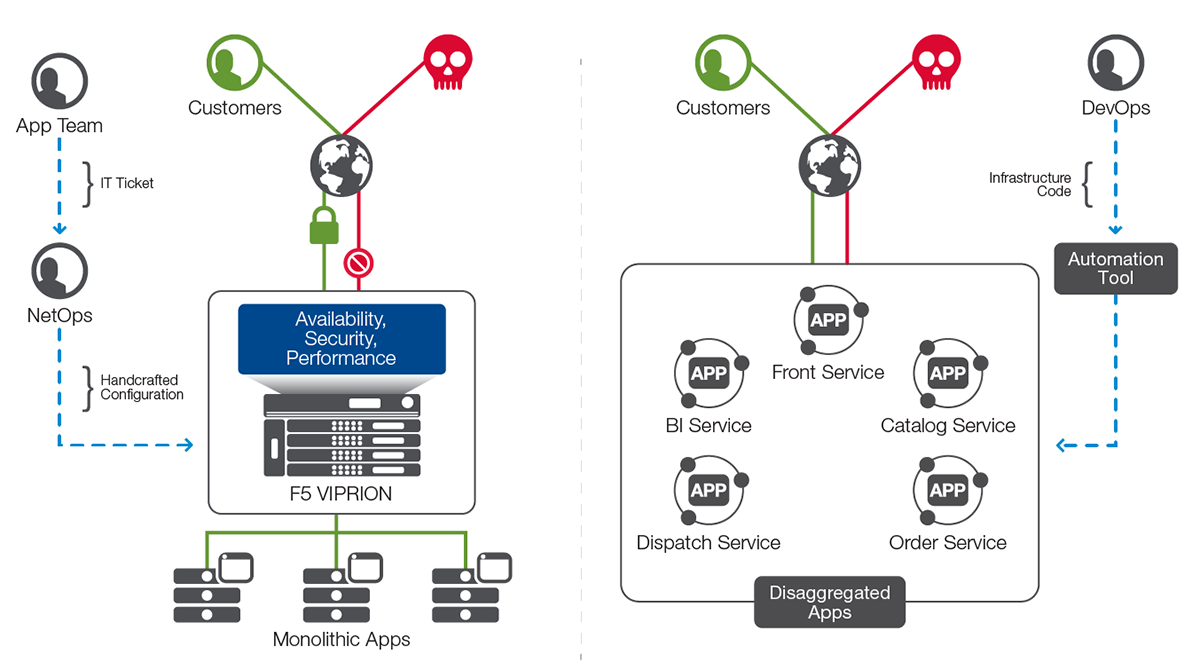 Customers
App Team
IT Ticket
NetOps
Handcrafted
Configuration
Availability,
Security,
Performance
F5 VIPRION
Monolithic Apps
Customers
DevOps
Infrastructure
Code
Automation
Tool
APP
Front Service
APP
BI Service
APP
Catalog Service
APP
Dispatch Service
APP
Order Service
Disaggregated
Apps